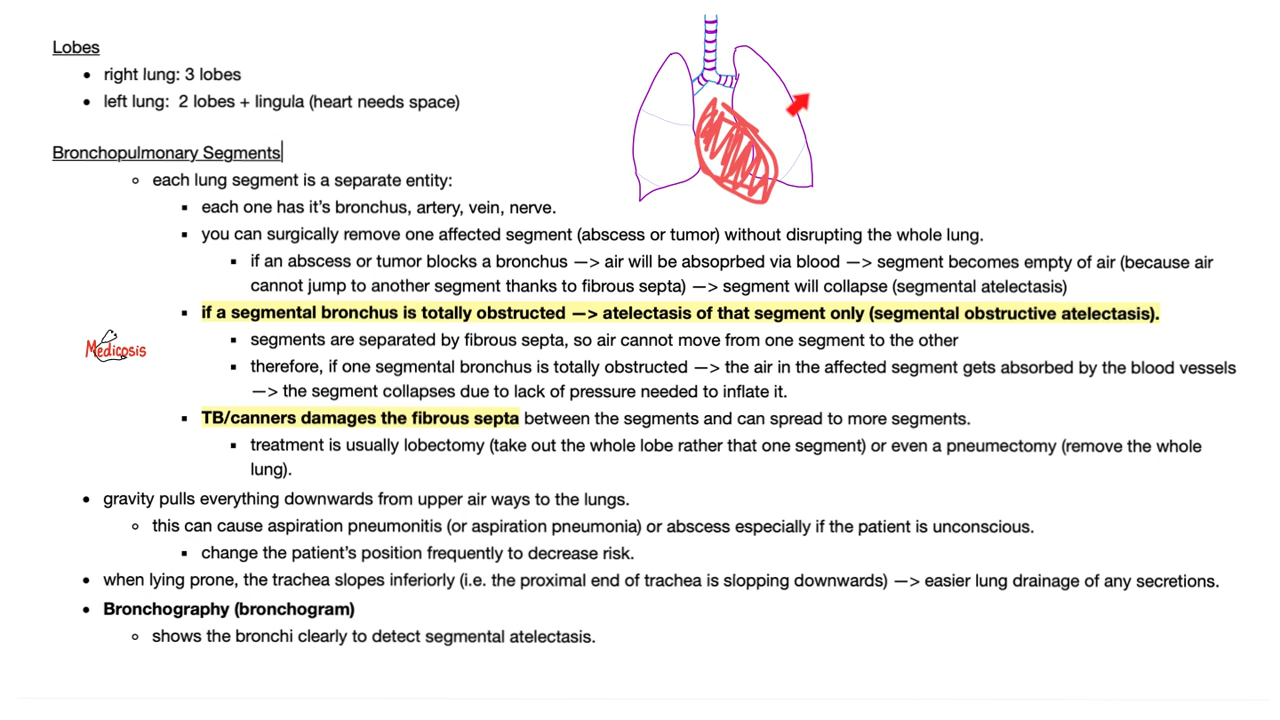 Lobes
• right lung: 3 lobes
• left lung:  2 lobes + lingula (heart needs space)
Bronchopulmonary Segments
◦ each lung segment is a separate entity:
▪ each one has it's bronchus, artery, vein, nerve.
▪ you can surgically remove one affected segment (abscess or tumor) without disrupting the whole lung.
▪ if an abscess or tumor blocks a bronchus —> air will be absoprbed via blood —> segment becomes empty of air (because air
cannot jump to another segment thanks to fibrous septa) —> segment will collapse (segmental atelectasis)
▪ if a segmental bronchus is totally obstructed —> atelectasis of that segment only (segmental obstructive atelectasis).
▪ segments are separated by fibrous septa, so air cannot move from one segment to the other
Medicosis
▪ therefore, if one segmental bronchus is totally obstructed —> the air in the affected segment gets absorbed by the blood vessels
—> the segment collapses due to lack of pressure needed to inflate it.
▪ TB/canners damages the fibrous septa between the segments and can spread to more segments.
▪ treatment is usually lobectomy (take out the whole lobe rather that one segment) or even a pneumectomy (remove the whole
lung).
• gravity pulls everything downwards from upper air ways to the lungs.
◦ this can cause aspiration pneumonitis (or aspiration pneumonia) or abscess especially if the patient is unconscious.
▪ change the patient's position frequently to decrease risk.
• when lying prone, the trachea slopes inferiorly (i.e. the proximal end of trachea is slopping downwards) —> easier lung drainage of any secretions.
• Bronchography (bronchogram)
◦ shows the bronchi clearly to detect segmental atelectasis.